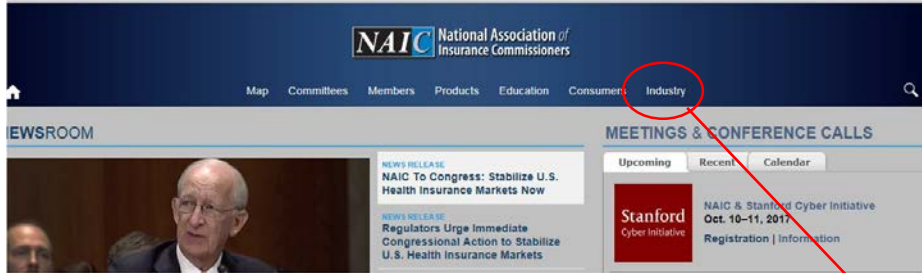 NAIC National Association of
Insurance Commissioners
Map Committees Members Products Education Consumers Industry
EWSROOM
MEETINGS & CONFERENCE CALLS
NEWS RELEASE
NAIC To Congress: Stabilize U.S.
Health Insurance Markets Now
NEWS RELEASE
Regulators Urge Immediate
Congressional Action to Stabilize
U.S. Health Insurance Markets
Upcoming Recent Calendar
Stanford
Cyber Initiative
NAIC & Stanford Cyber Initiative
Oct. 10–11, 2017
Registration | Information